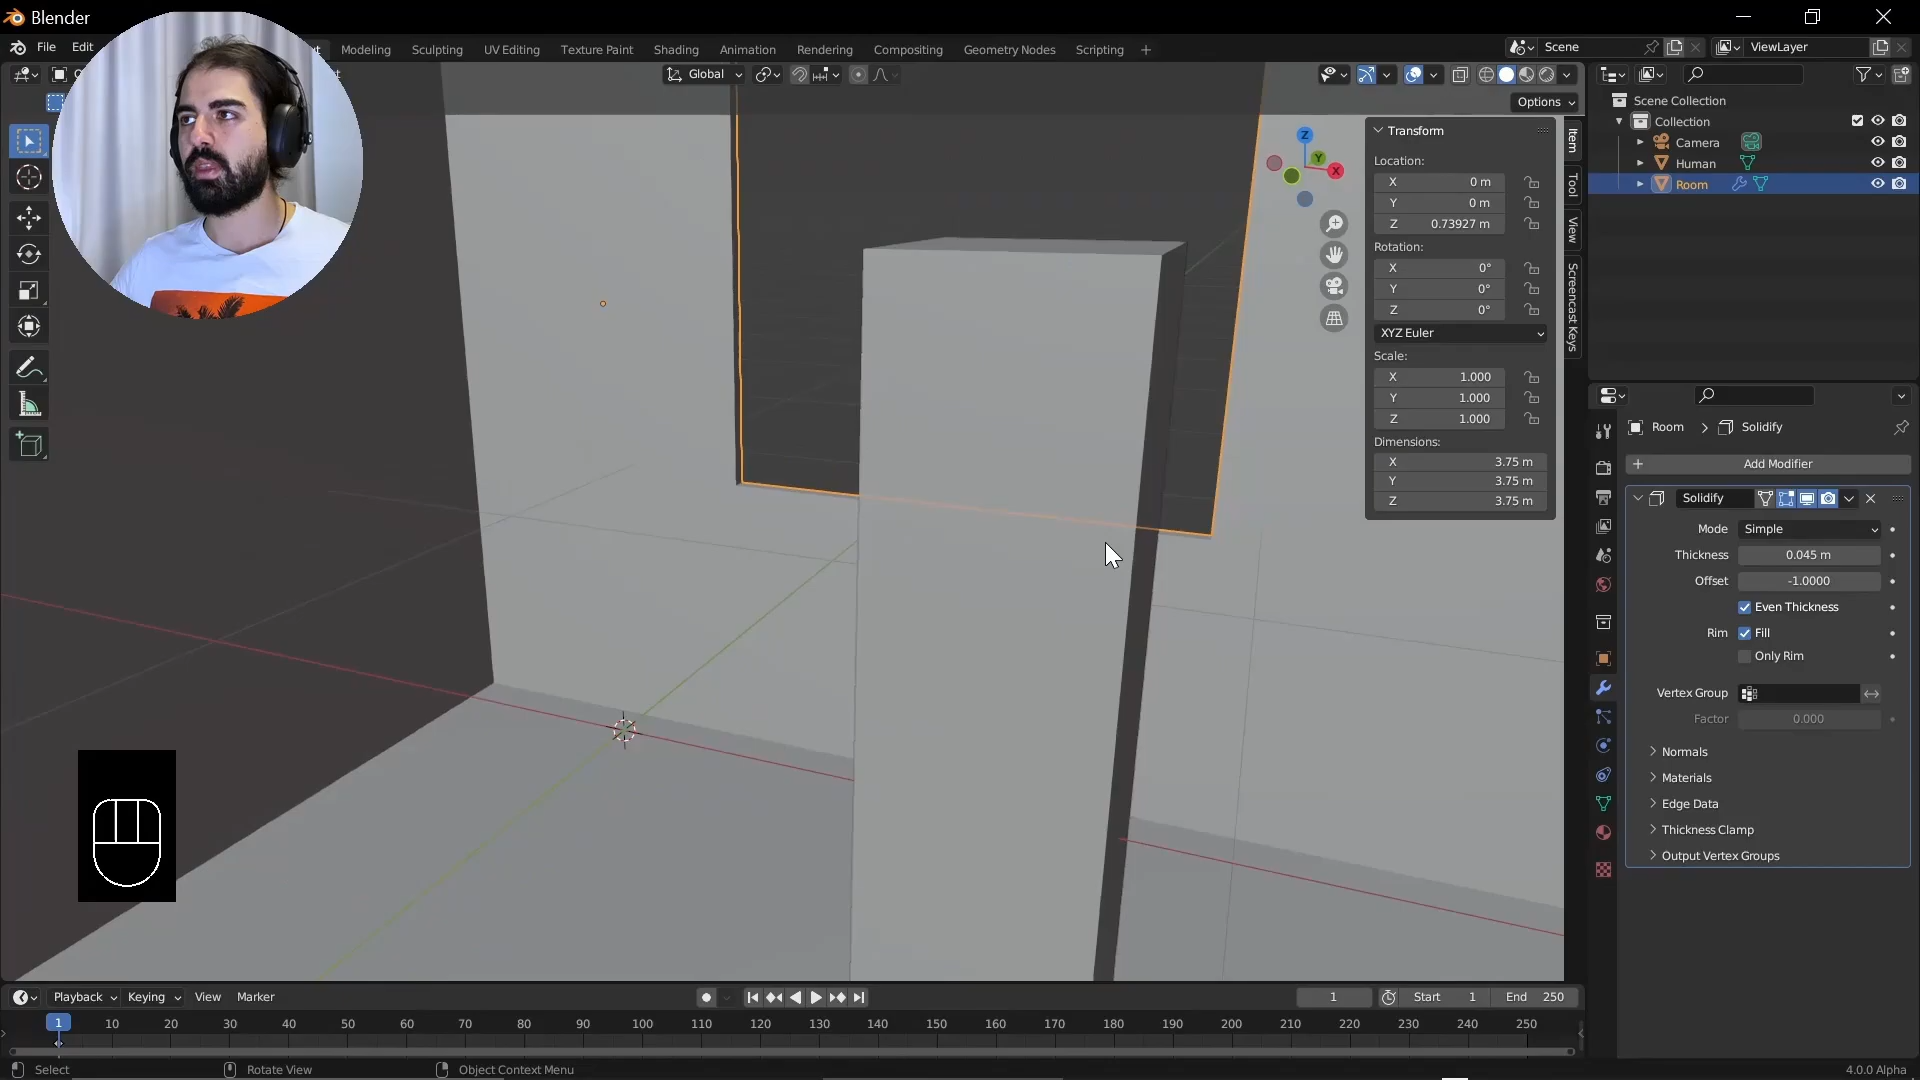 Blender
File
Edit
Modeling
Sculpting
UV Editing
Texture Paint
Shading
Animation
Rendering
Compositing
Geometry Nodes
Scripting
Scene
ViewLayer
Global
Options
Transform
Location:
X 0 m
Y 0 m
Z 0.73927 m
Rotation:
X 0°
Y 0°
Z 0°
XYZ Euler
Scale:
X 1.000
Y 1.000
Z 1.000
Dimensions:
X 3.75 m
Y 3.75 m
Z 3.75 m
Item
Tool
View
Screencast Keys
Z
Y
X
Scene Collection
Collection
Camera
Human
Room
Room > Solidify
Add Modifier
Solidify
Mode Simple
Thickness 0.045 m
Offset -1.0000
Even Thickness
Rim Fill
Only Rim
Vertex Group
Factor 0.000
Normals
Materials
Edge Data
Thickness Clamp
Output Vertex Groups
Playback
Keying
View
Marker
1
Start 1
End 250
1 10 20 30 40 50 60 70 80 90 100 110 120 130 140 150 160 170 180 190 200 210 220 230 240 250
Select
Rotate View
Object Context Menu
4.0.0 Alpha